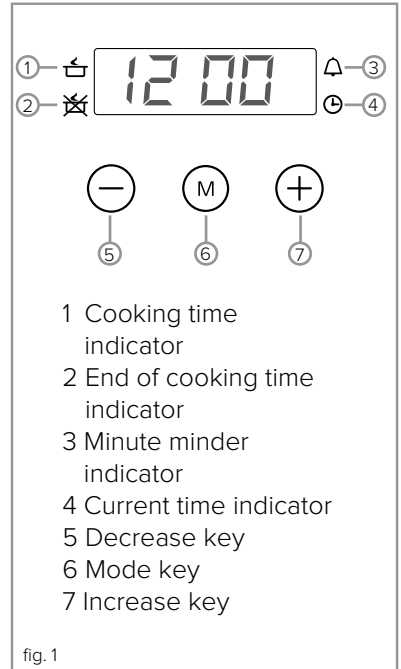 1 12 00 3
2 4
M
5 6 7
1 Cooking time
indicator
2 End of cooking time
indicator
3 Minute minder
indicator
4 Current time indicator
5 Decrease key
6 Mode key
7 Increase key
fig. 1